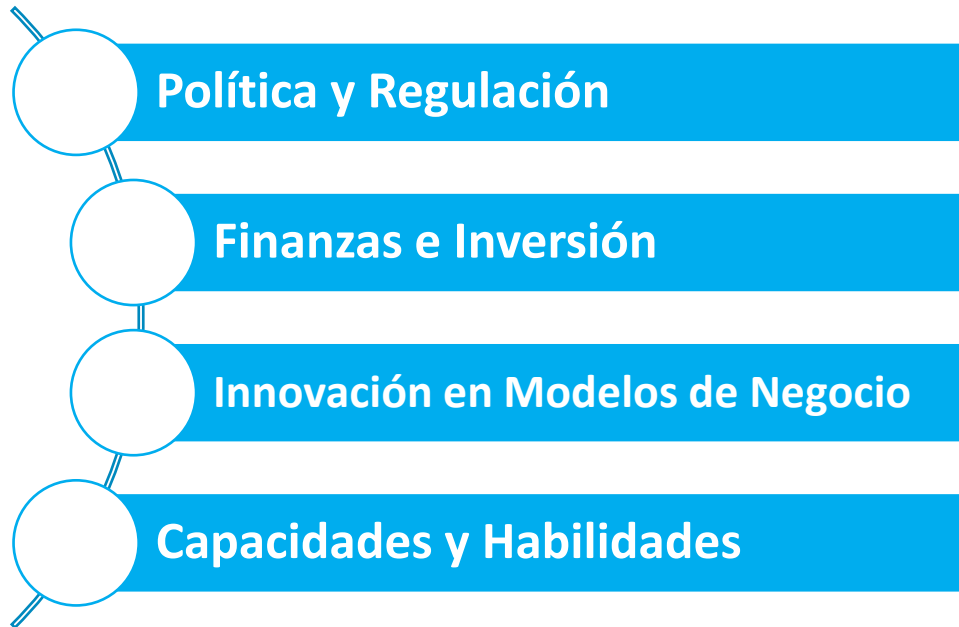 Política y Regulación
Finanzas e Inversión
Innovación en Modelos de Negocio
Capacidades y Habilidades